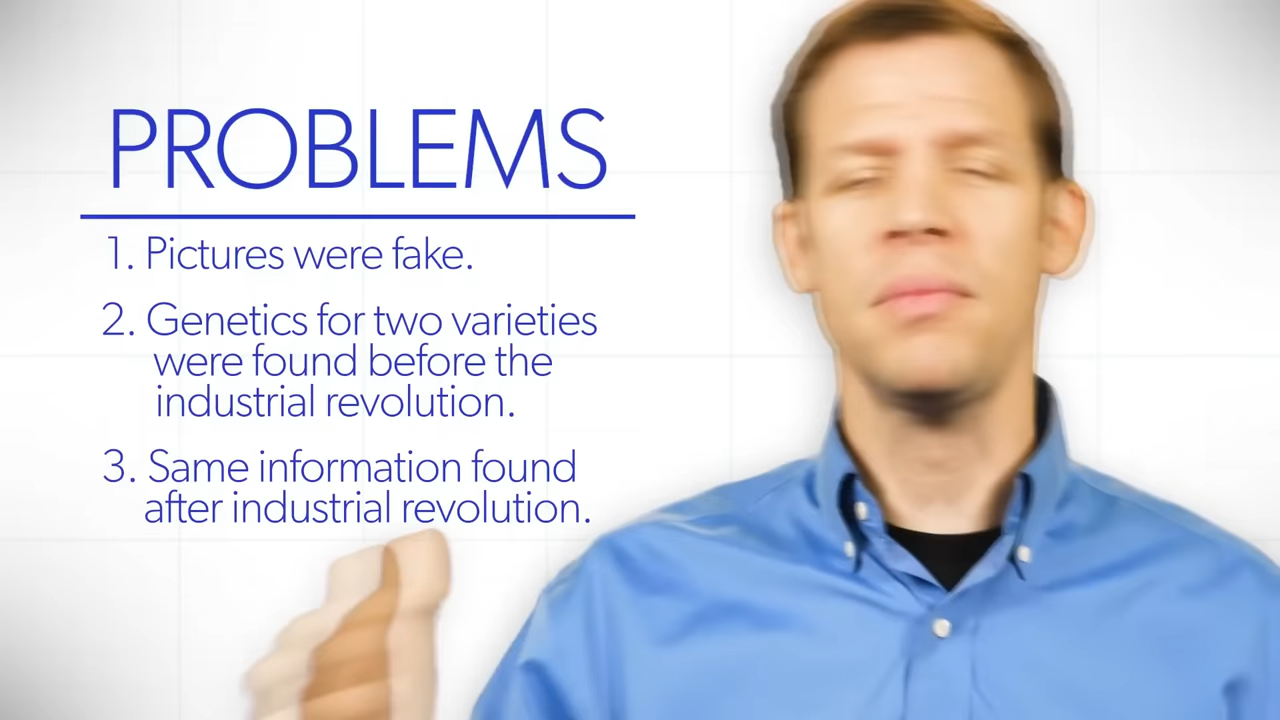 PROBLEMS
1. Pictures were fake.
2. Genetics for two varieties
were found before the
industrial revolution.
3. Same information found
after industrial revolution.